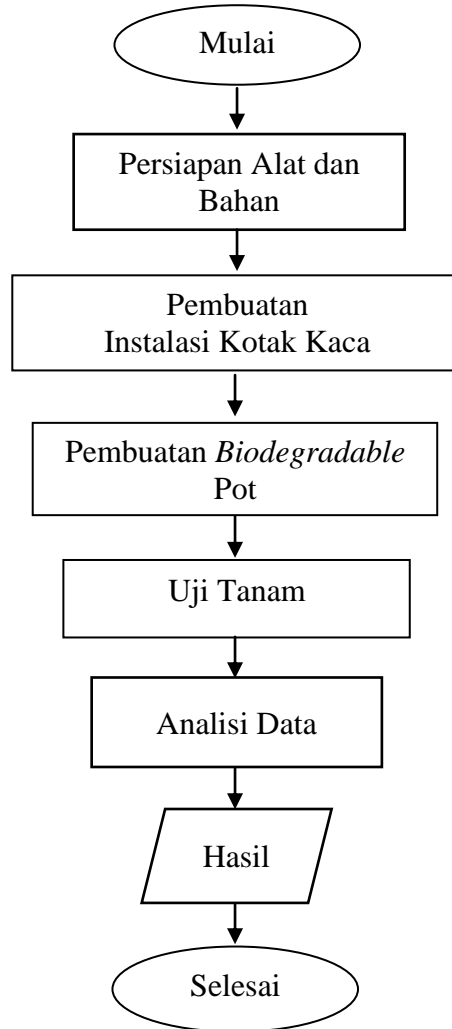 Mulai
Persiapan Alat dan
Bahan
Pembuatan
Instalasi Kotak Kaca
Pembuatan Biodegradable
Pot
Uji Tanam
Analisi Data
Hasil
Selesai